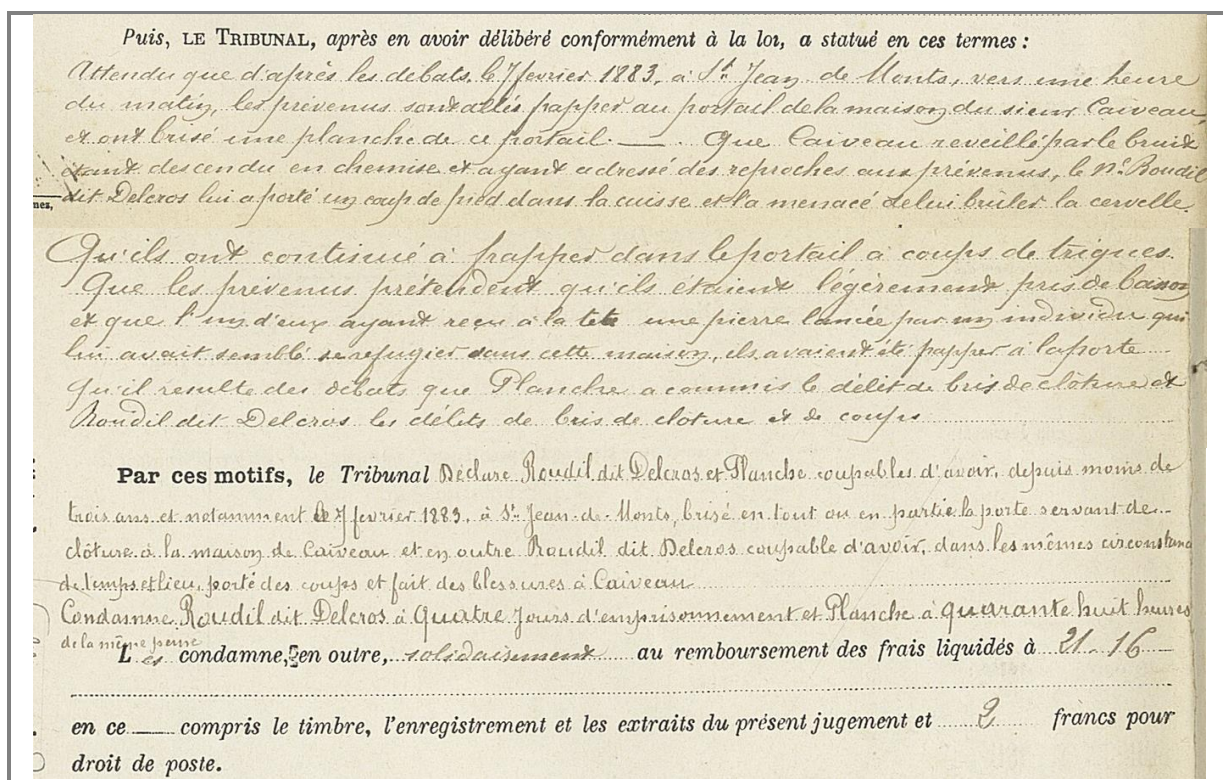 Puis, LE TRIBUNAL, après en avoir délibéré conformément à la loi, a statué en ces termes :
Attendu que d'après les débats, le 7 fevrier 1883, à St Jean de Monts, vers une heure
du matin, les prévenus sont allés frapper au portail de la maison du sieur Caiveau
et ont brisé une planche de ce portail. — . Que Caiveau reveillé par le bruit
étant descendu en chemise et ayant adressé des reproches aux prévenus, le né Roudil
nes,
dit Delcros lui a porté un coup de pied dans la cuisse et l'a menacé de lui brûler la cervelle.
Qu'ils ont continué à frapper dans le portail à coups de triques.
Que les prévenus prétendent qu'ils étaient légèrement pris de boisson
et que l'un d'eux ayant reçu à la tete une pierre lancée par un individu qui
lui avait semblé se refugier dans cette maison, ils avaient été frapper à la porte
qu'il resulte des débats que Planche a commis le délit de bris de clôture et
Roudil dit Delcros les délits de bris de cloture et de coups
Par ces motifs, le Tribunal Déclare Roudil dit Delcros et Planche coupables d'avoir, depuis moins de
trois ans et notamment le 7 fevrier 1883, à St Jean-de-Monts, brisé en tout ou en partie la porte servant de
clôture à la maison de Caiveau et en outre Roudil dit Delcros coupable d'avoir, dans les mêmes circonstanc
de temps et lieu, porté des coups et fait des blessures à Caiveau
Condamne Roudil dit Delcros à Quatre Jours d'emprisonnement et Planche à quarante huit heures
de la même peine
Les condamne, en outre, solidairement au remboursement des frais liquidés à 21-16
en ce — compris le timbre, l'enregistrement et les extraits du présent jugement et 2 francs pour
droit de poste.